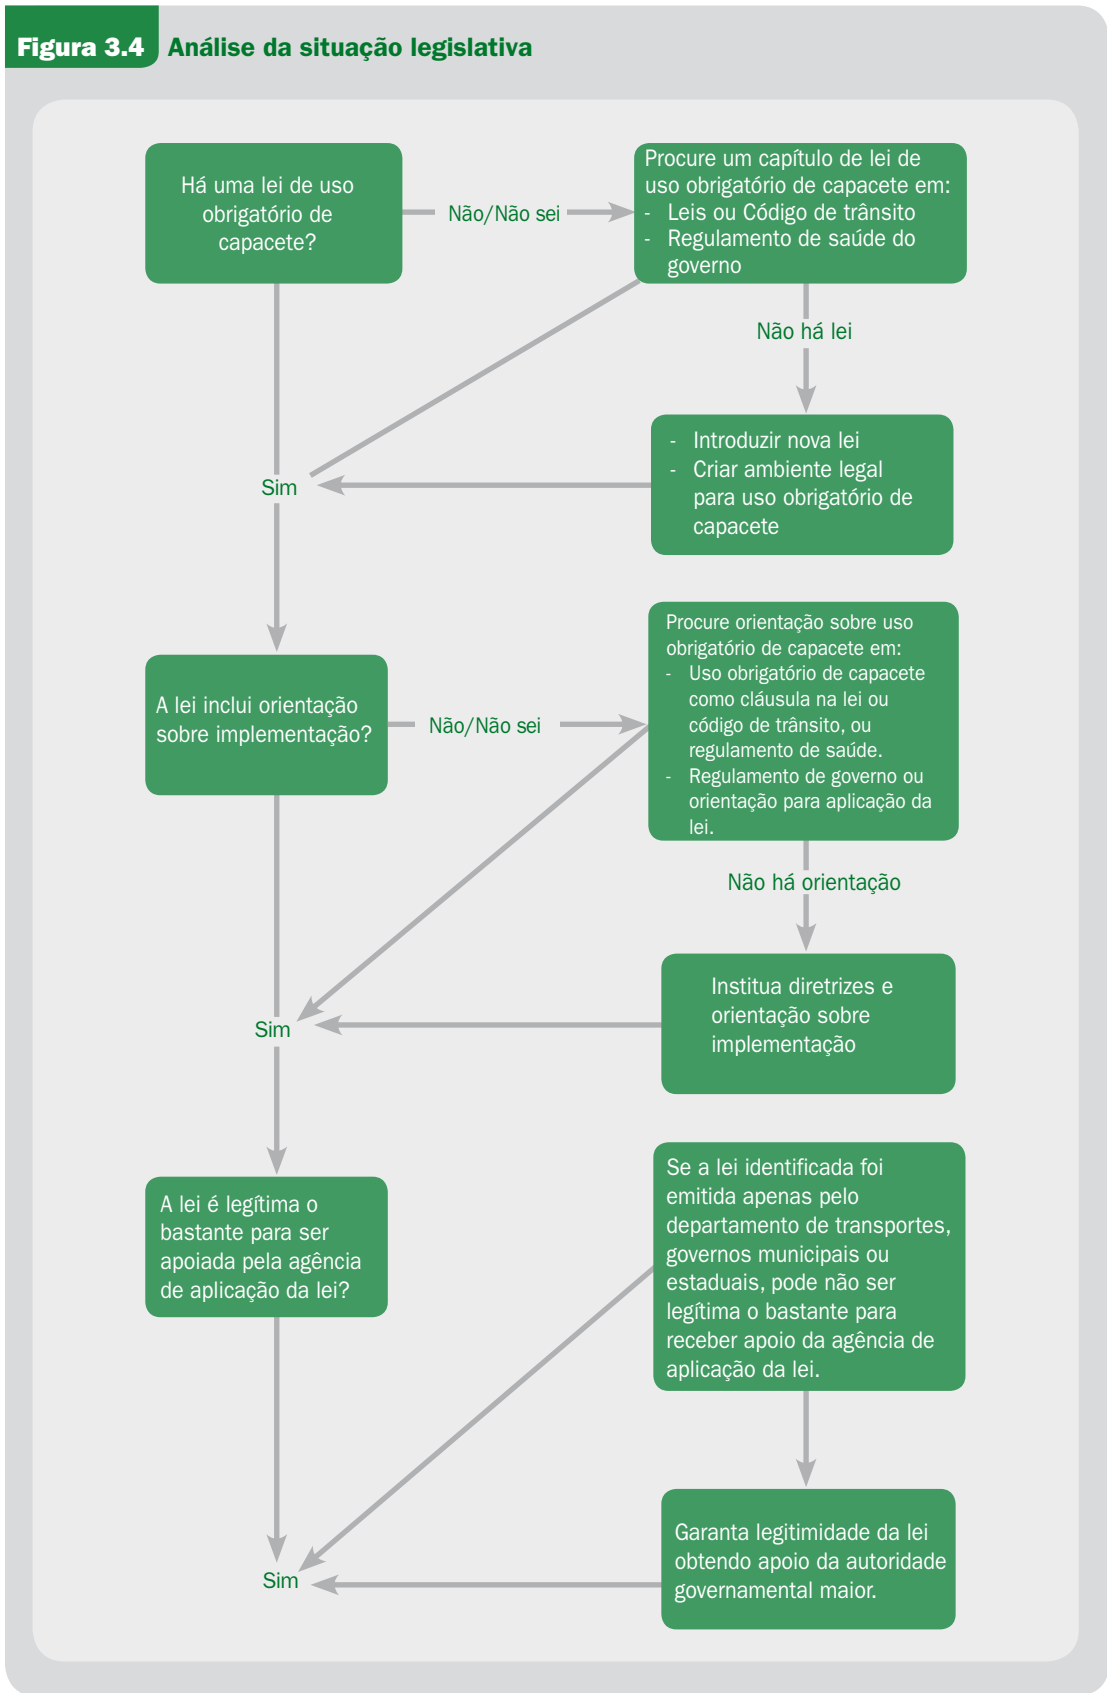 Figura 3.4 Análise da situação legislativa
Há uma lei de uso
obrigatório de
capacete?
Não/Não sei
Procure um capítulo de lei de
uso obrigatório de capacete em:
- Leis ou Código de trânsito
- Regulamento de saúde do
governo
Não há lei
- Introduzir nova lei
- Criar ambiente legal
para uso obrigatório de
capacete
Sim
A lei inclui orientação
sobre implementação?
Não/Não sei
Procure orientação sobre uso
obrigatório de capacete em:
- Uso obrigatório de capacete
como cláusula na lei ou
código de trânsito, ou
regulamento de saúde.
- Regulamento de governo ou
orientação para aplicação da
lei.
Não há orientação
Institua diretrizes e
orientação sobre
implementação
Sim
A lei é legítima o
bastante para ser
apoiada pela agência
de aplicação da lei?
Se a lei identificada foi
emitida apenas pelo
departamento de transportes,
governos municipais ou
estaduais, pode não ser
legítima o bastante para
receber apoio da agência de
aplicação da lei.
Garanta legitimidade da lei
obtendo apoio da autoridade
governamental maior.
Sim